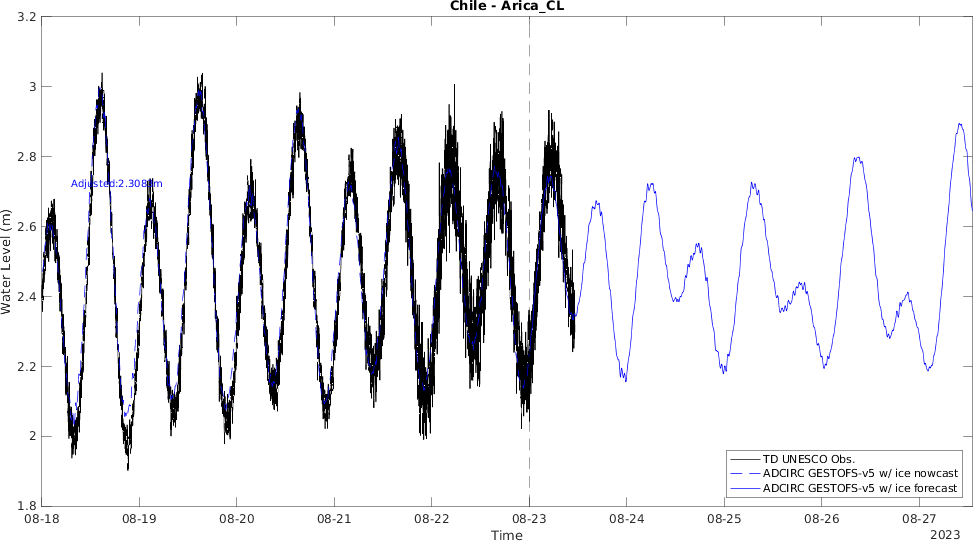 Chile - Arica_CL
3.2
3
2.8
2.6
2.4
2.2
2
1.8
Water Level (m)
Adjusted:2.308m
08-18 08-19 08-20 08-21 08-22 08-23 08-24 08-25 08-26 08-27
Time
2023
TD UNESCO Obs.
ADCIRC GESTOFS-v5 w/ ice nowcast
ADCIRC GESTOFS-v5 w/ ice forecast